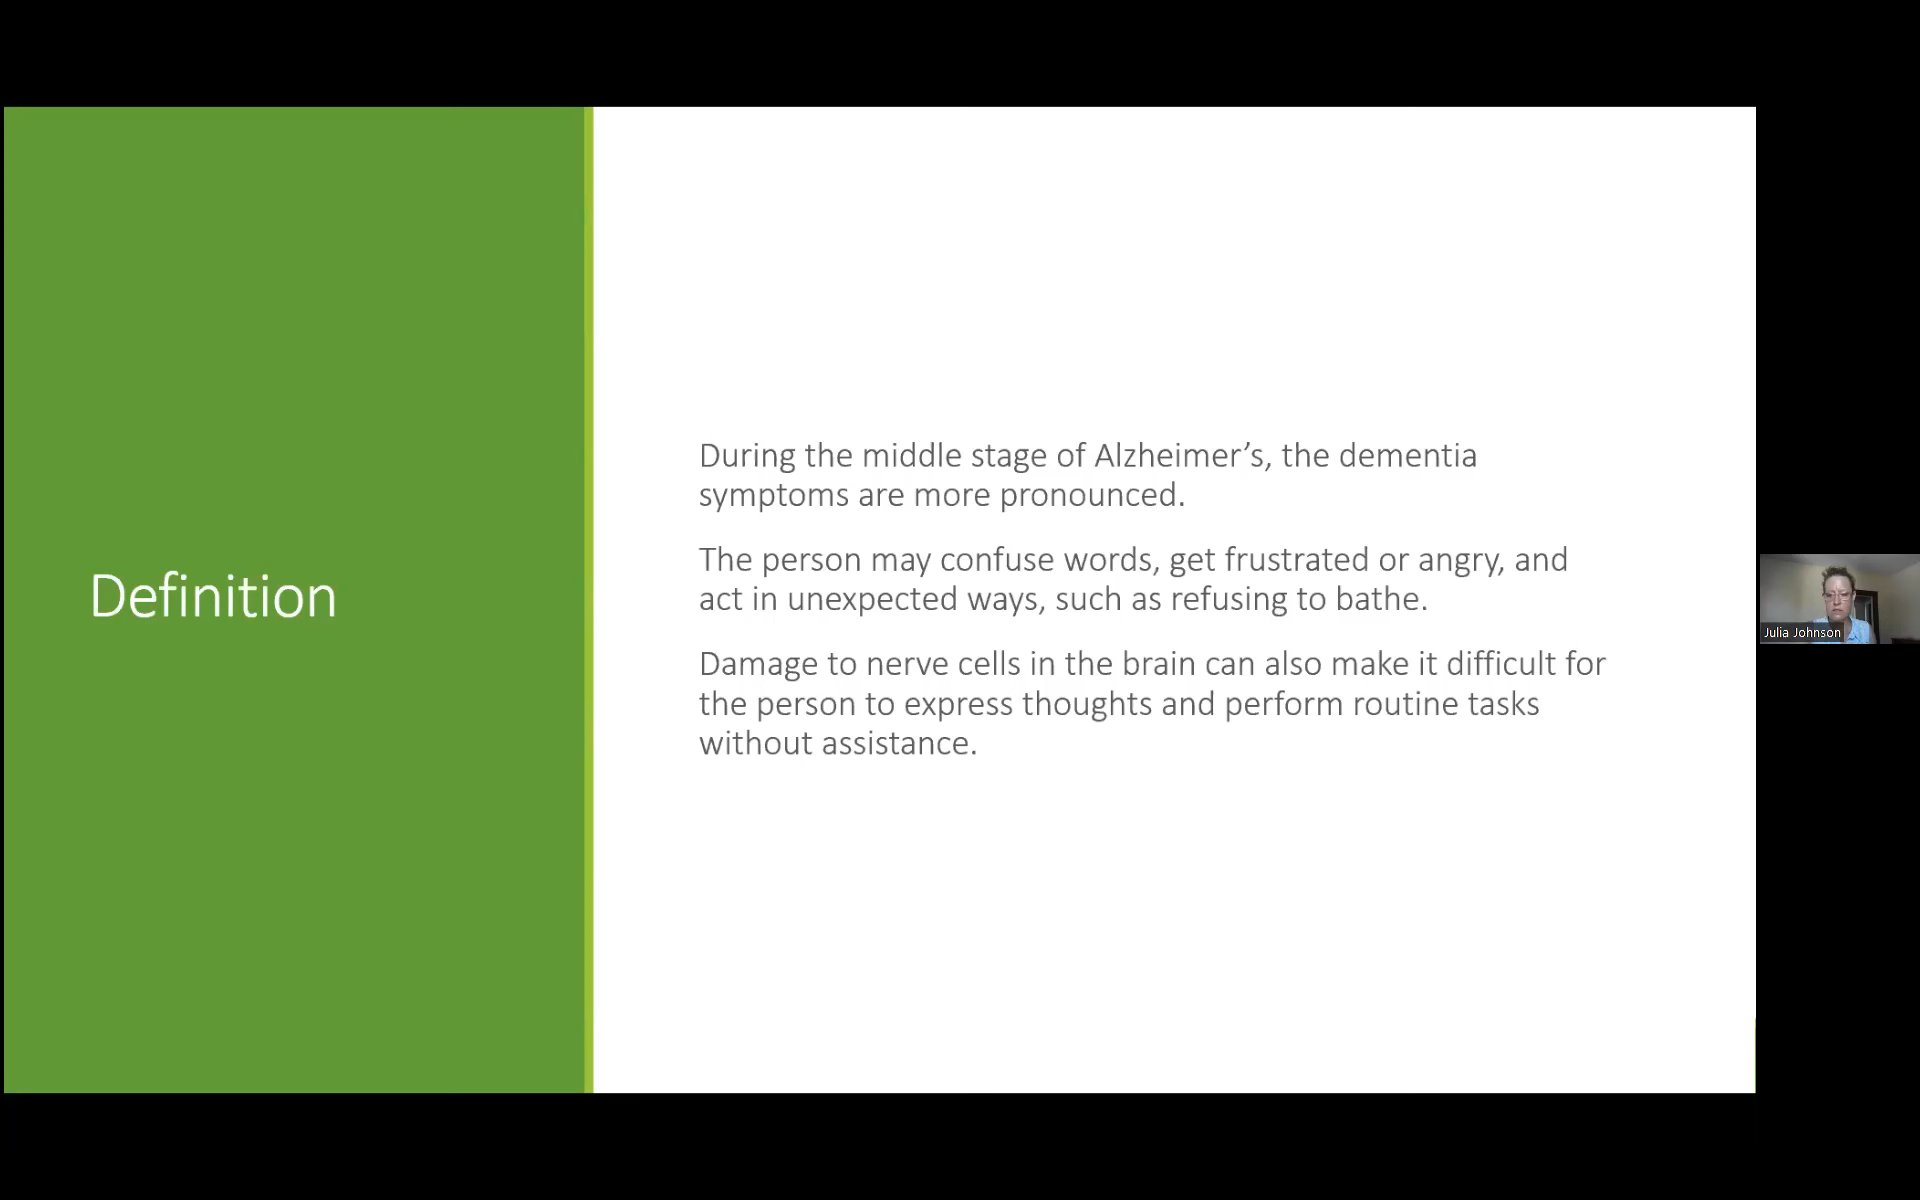 Definition
During the middle stage of Alzheimer’s, the dementia
symptoms are more pronounced.
The person may confuse words, get frustrated or angry, and
act in unexpected ways, such as refusing to bathe.
Damage to nerve cells in the brain can also make it difficult for
the person to express thoughts and perform routine tasks
without assistance.
Julia Johnson